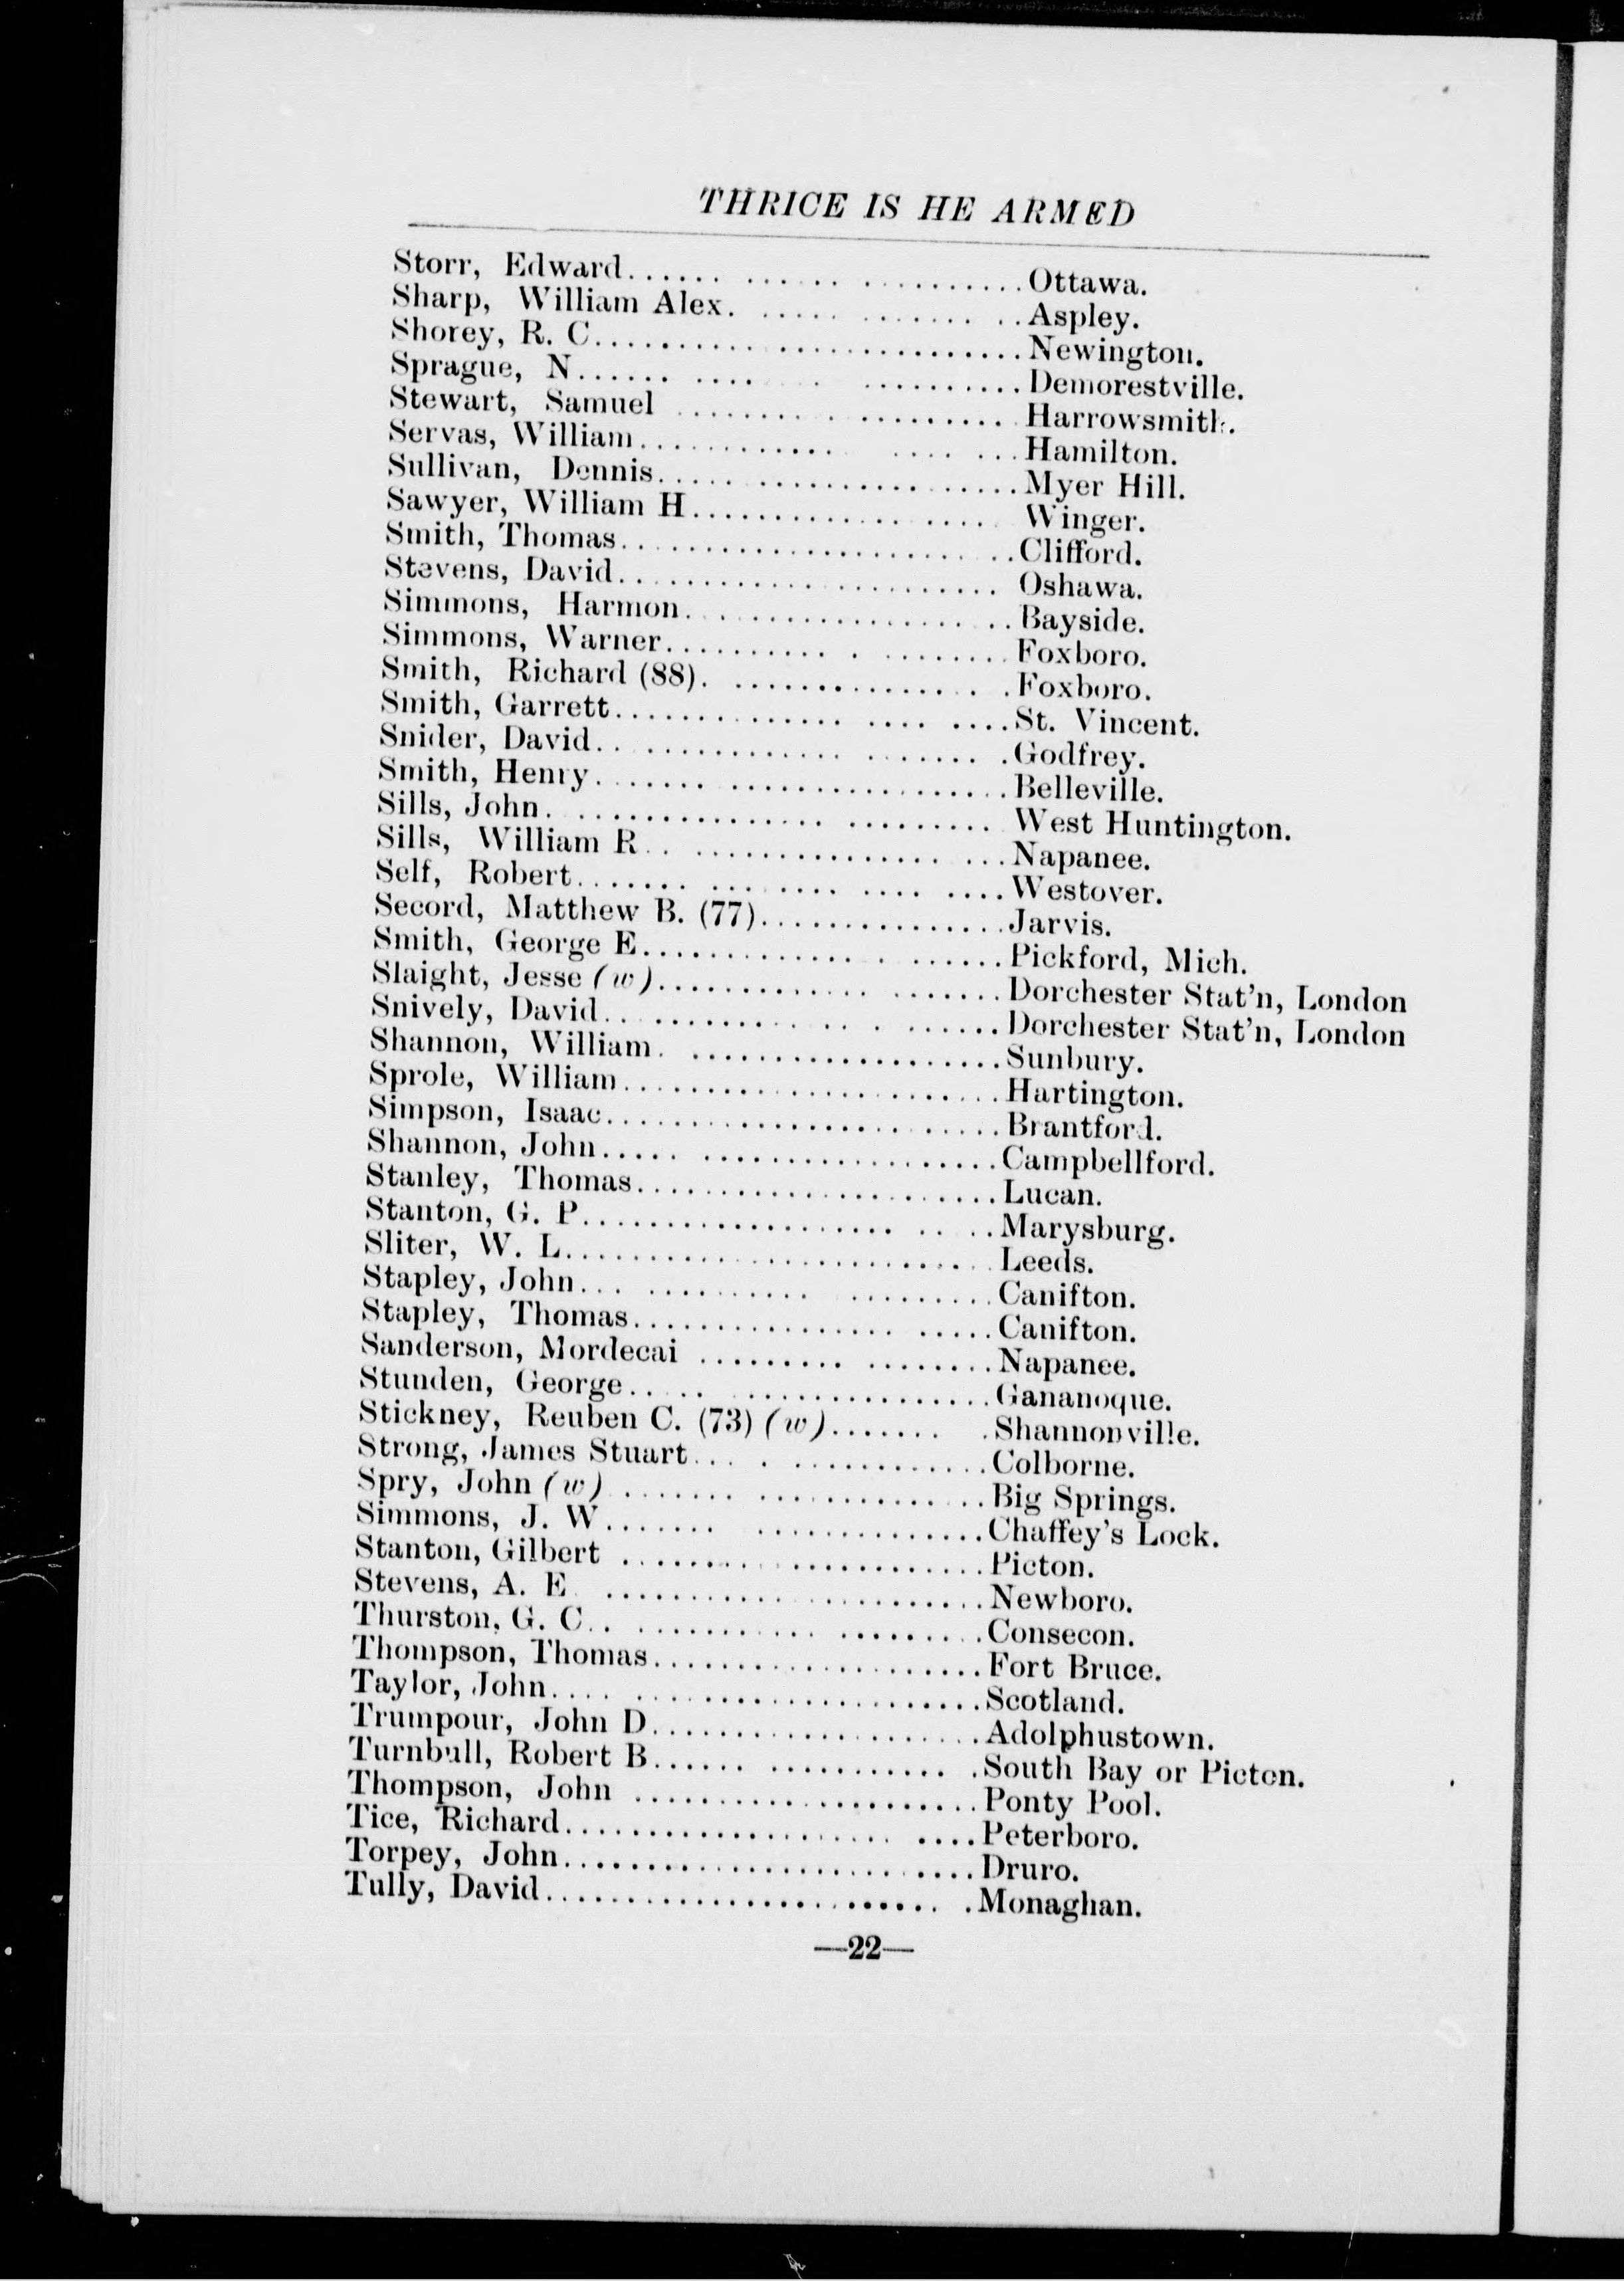 THRICE IS HE ARMED
Storr, Edward.............................Ottawa.
Sharp, William Alex......................Aspley.
Shorey, R. C.............................Newington.
Sprague, N...............................Demorestville.
Stewart, Samuel .........................Harrowsmith.
Servas, William..........................Hamilton.
Sullivan, Dennis.........................Myer Hill.
Sawyer, William H........................Winger.
Smith, Thomas............................Clifford.
Stevens, David...........................Oshawa.
Simmons, Harmon..........................Bayside.
Simmons, Warner..........................Foxboro.
Smith, Richard (88)......................Foxboro.
Smith, Garrett...........................St. Vincent.
Snider, David............................Godfrey.
Smith, Henry.............................Belleville.
Sills, John..............................West Huntington.
Sills, William R.........................Napanee.
Self, Robert.............................Westover.
Secord, Matthew B. (77)..................Jarvis.
Smith, George E..........................Pickford, Mich.
Slaight, Jesse (w).......................Dorchester Stat'n, London
Snively, David...........................Dorchester Stat'n, London
Shannon, William.........................Sunbury.
Sprole, William..........................Hartington.
Simpson, Isaac...........................Brantford.
Shannon, John............................Campbellford.
Stanley, Thomas..........................Lucan.
Stanton, G. P............................Marysburg.
Sliter, W. L.............................Leeds.
Stapley, John............................Canifton.
Stapley, Thomas..........................Canifton.
Sanderson, Mordecai .....................Napanee.
Stunden, George..........................Gananoque.
Stickney, Reuben C. (73) (w).............Shannonville.
Strong, James Stuart.....................Colborne.
Spry, John (w) ..........................Big Springs.
Simmons, J. W............................Chaffey's Lock.
Stanton, Gilbert ........................Picton.
Stevens, A. E ...........................Newboro.
Thurston, G. C...........................Consecon.
Thompson, Thomas.........................Fort Bruce.
Taylor, John.............................Scotland.
Trumpour, John D.........................Adolphustown.
Turnbull, Robert B.......................South Bay or Picton.
Thompson, John ..........................Ponty Pool.
Tice, Richard............................Peterboro.
Torpey, John.............................Druro.
Tully, David.............................Monaghan.
—22—